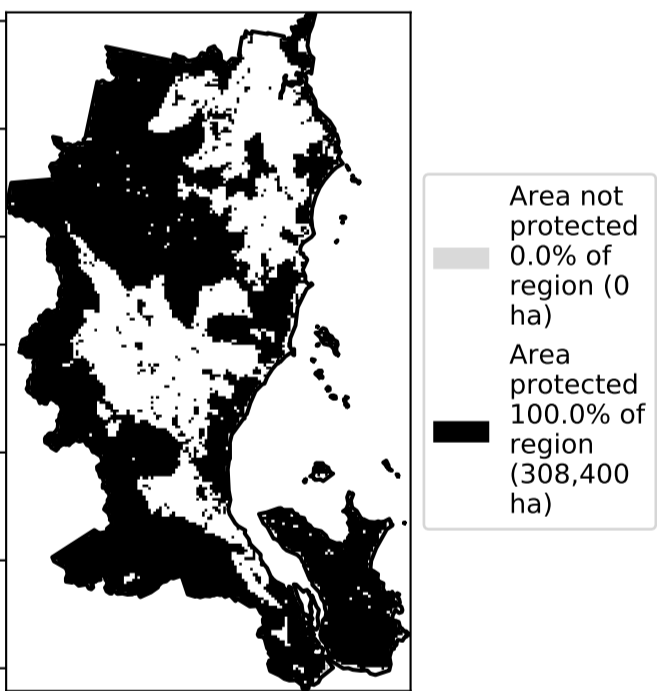 Area not
protected
0.0% of
region (0
ha)
Area
protected
100.0% of
region
(308,400
ha)